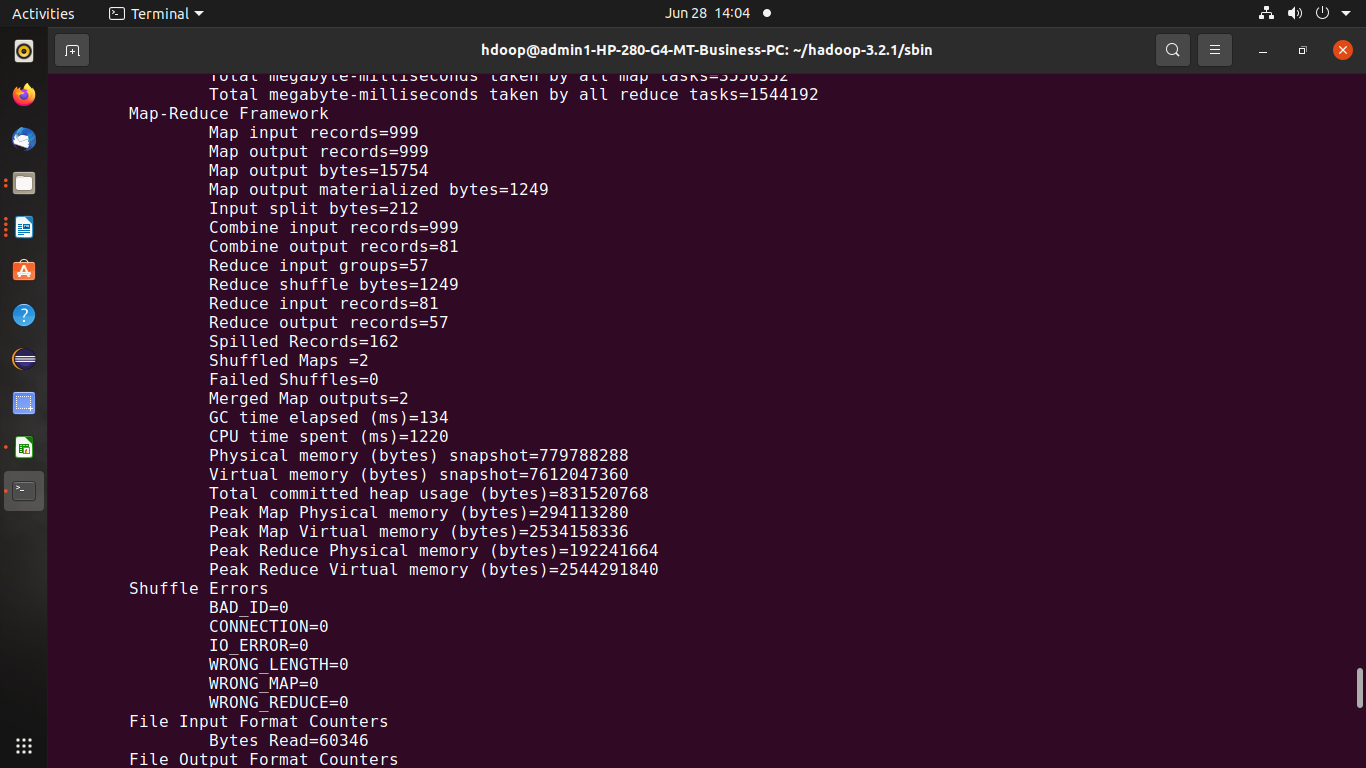 Activities
Terminal
Jun 28 14:04
hdoop@admin1-HP-280-G4-MT-Business-PC: ~/hadoop-3.2.1/sbin
Total megabyte-milliseconds taken by all map tasks=3556352
Total megabyte-milliseconds taken by all reduce tasks=1544192
Map-Reduce Framework
Map input records=999
Map output records=999
Map output bytes=15754
Map output materialized bytes=1249
Input split bytes=212
Combine input records=999
Combine output records=81
Reduce input groups=57
Reduce shuffle bytes=1249
Reduce input records=81
Reduce output records=57
Spilled Records=162
Shuffled Maps =2
Failed Shuffles=0
Merged Map outputs=2
GC time elapsed (ms)=134
CPU time spent (ms)=1220
Physical memory (bytes) snapshot=779788288
Virtual memory (bytes) snapshot=7612047360
Total committed heap usage (bytes)=831520768
Peak Map Physical memory (bytes)=294113280
Peak Map Virtual memory (bytes)=2534158336
Peak Reduce Physical memory (bytes)=192241664
Peak Reduce Virtual memory (bytes)=2544291840
Shuffle Errors
BAD_ID=0
CONNECTION=0
IO_ERROR=0
WRONG_LENGTH=0
WRONG_MAP=0
WRONG_REDUCE=0
File Input Format Counters
Bytes Read=60346
File Output Format Counters